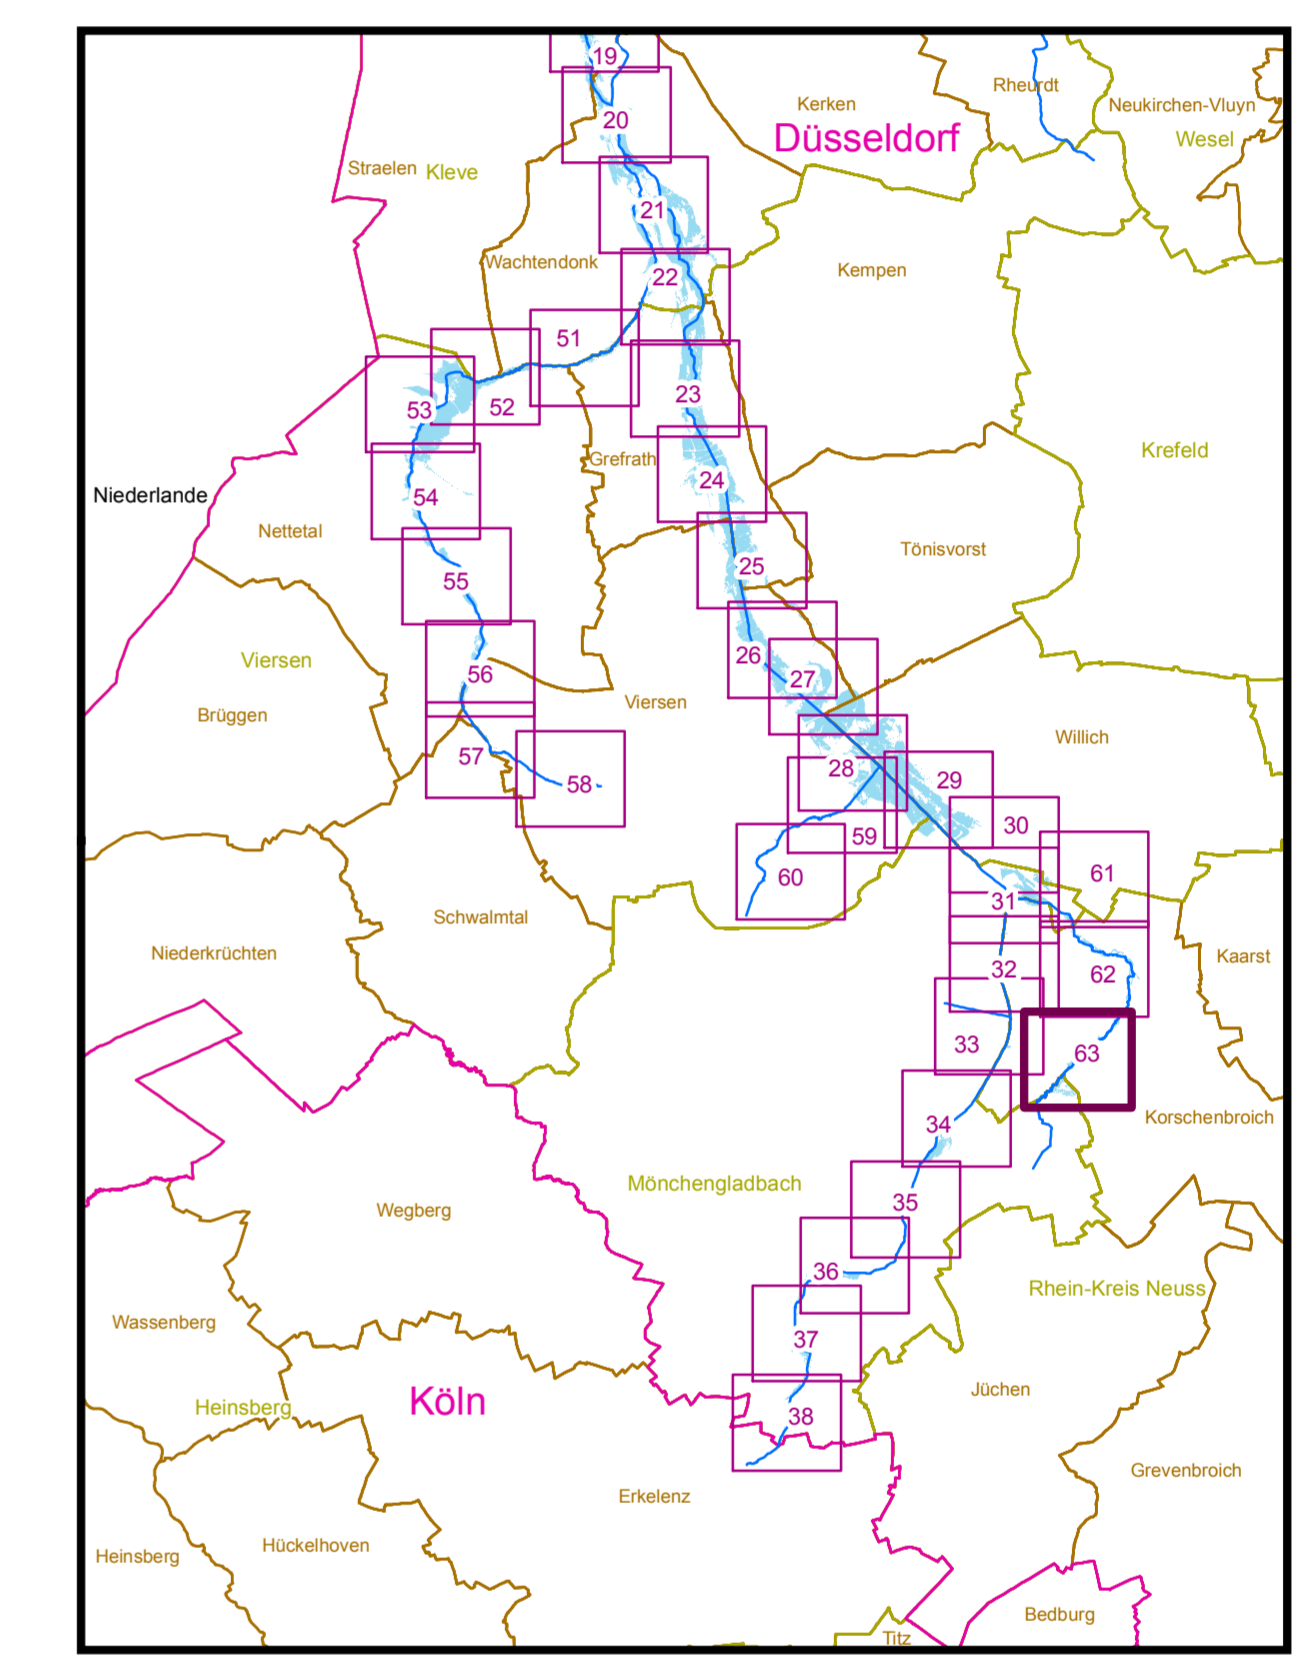 19
Rheurdt
Kerken
Neukirchen-Vluyn
20
Düsseldorf
Wesel
Straelen
Kleve
21
Wachtendonk
22
Kempen
51
23
53
52
Krefeld
Grefrath
24
Niederlande
54
Nettetal
Tönisvorst
25
55
26
Viersen
56
27
Viersen
Brüggen
Willich
57
28
29
58
30
59
61
60
31
Schwalmtal
Niederkrüchten
Kaarst
32
62
33
63
Korschenbroich
34
Mönchengladbach
35
Wegberg
36
Rhein-Kreis Neuss
Wassenberg
37
Jüchen
Heinsberg
Köln
38
Grevenbroich
Erkelenz
Hückelhoven
Heinsberg
Bedburg
Titz